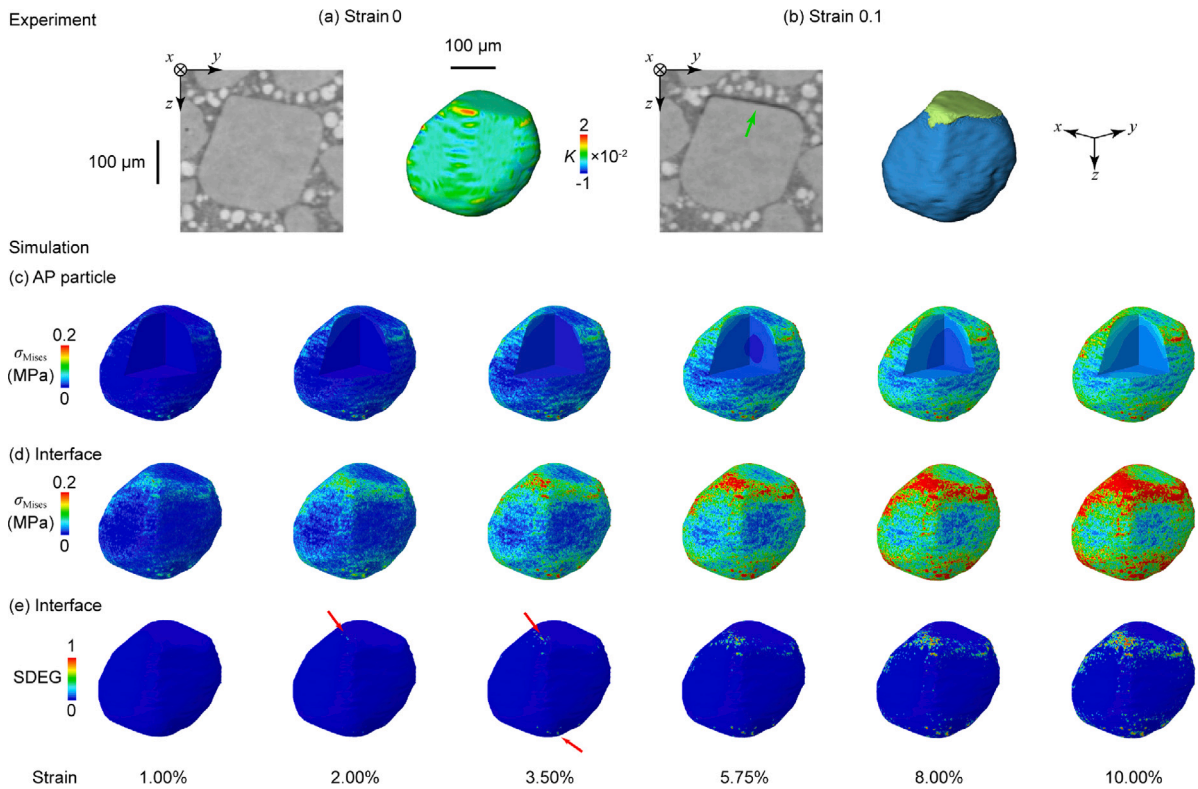 Experiment
(a) Strain 0
(b) Strain 0.1
x
y
z
100 μm
100 μm
2
K ×10-2
-1
x
y
z
x
y
z
Simulation
(c) AP particle
0.2
σMises
(MPa)
0
(d) Interface
0.2
σMises
(MPa)
0
(e) Interface
1
SDEG
0
Strain 1.00% 2.00% 3.50% 5.75% 8.00% 10.00%